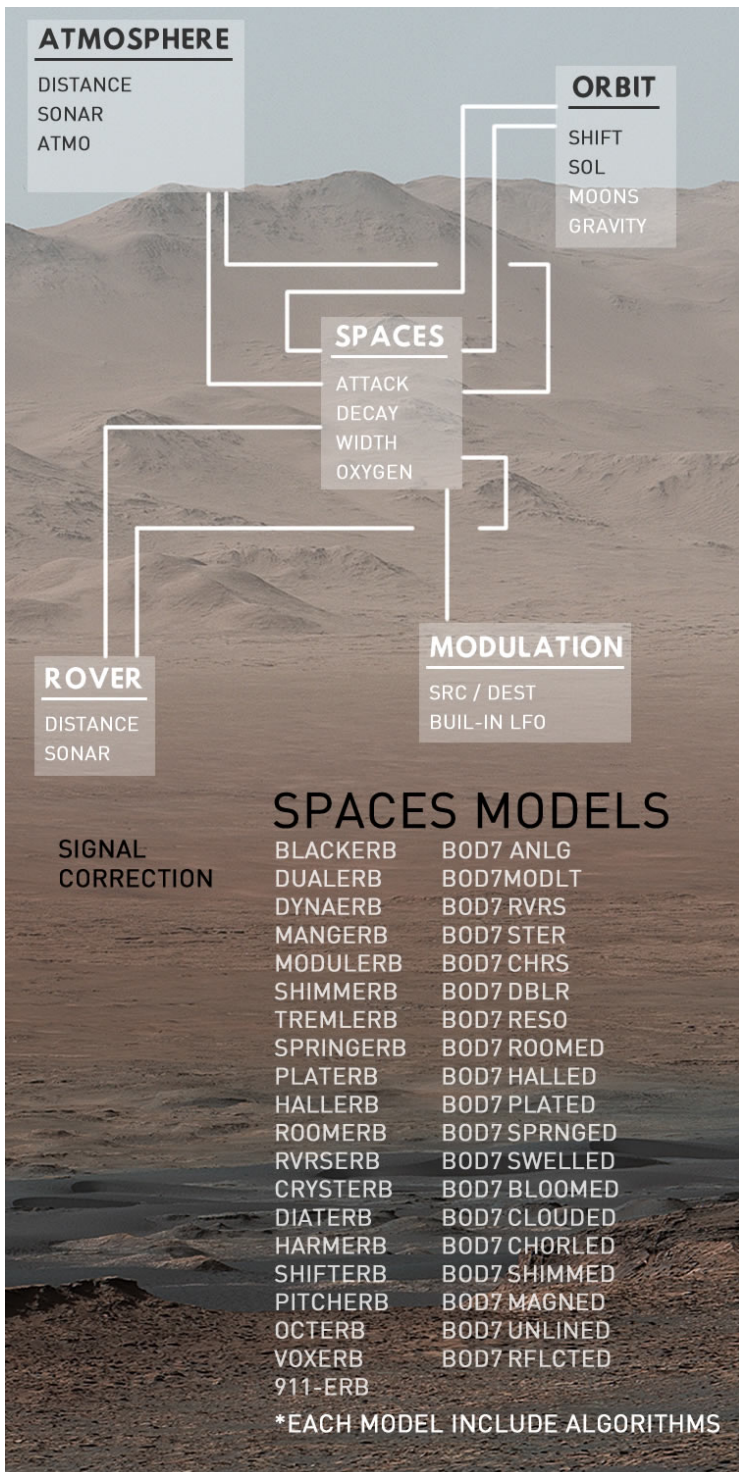 ATMOSPHERE
DISTANCE
SONAR
ATMO
ORBIT
SHIFT
SOL
MOONS
GRAVITY
SPACES
ATTACK
DECAY
WIDTH
OXYGEN
ROVER
DISTANCE
SONAR
MODULATION
SRC / DEST
BUIL-IN LFO
SPACES MODELS
SIGNAL
CORRECTION
BLACKERB
DUALERB
DYNAERB
MANGERB
MODULERB
SHIMMERB
TREMLERB
SPRINGERB
PLATERB
HALLERB
ROOMERB
RVRSERB
CRYSTERB
DIATERB
HARMERB
SHIFTERB
PITCHERB
OCTERB
VOXERB
911-ERB
BOD7 ANLG
BOD7MODLT
BOD7 RVRS
BOD7 STER
BOD7 CHRS
BOD7 DBLR
BOD7 RESO
BOD7 ROOMED
BOD7 HALLED
BOD7 PLATED
BOD7 SPRNGED
BOD7 SWELLED
BOD7 BLOOMED
BOD7 CLOUDED
BOD7 CHORLED
BOD7 SHIMMED
BOD7 MAGNED
BOD7 UNLINED
BOD7 RFLCTED
*EACH MODEL INCLUDE ALGORITHMS